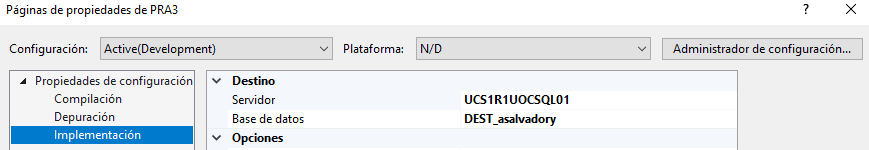 Páginas de propiedades de PRA3 ? ×
Configuración: Active(Development) Plataforma: N/D Administrador de configuración...
Propiedades de configuración
Compilación
Depuración
Implementación
Destino
Servidor UCS1R1UOCSQL01
Base de datos DEST_asalvadory
Opciones